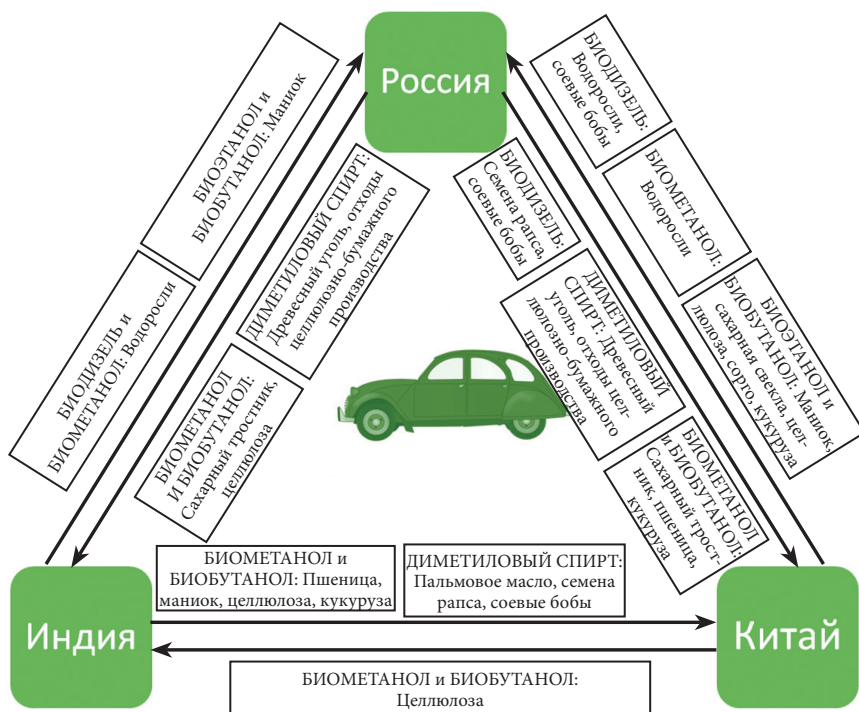 Россия
БИОЭТАНОЛ и
БИОБУТАНОЛ: Маниок
БИОДИЗЕЛЬ и
БИОМЕТАНОЛ: Водоросли
ДИМЕТИЛОВЫЙ СПИРТ:
Древесный уголь, отходы
целлюлозно-бумажного
производства
БИОМЕТАНОЛ
И БИОБУТАНОЛ:
Сахарный тростник,
целлюлоза
БИОДИЗЕЛЬ:
Водоросли,
соевые бобы
БИОМЕТАНОЛ:
Водоросли
БИОЭТАНОЛ и
БИОБУТАНОЛ: Маниок,
сахарная свекла, цел-
люлоза, сорго, кукуруза
БИОДИЗЕЛЬ:
Семена рапса,
соевые бобы
ДИМЕТИЛОВЫЙ
СПИРТ: Древесный
уголь, отходы цел-
люлозно-бумажного
производства
БИОМЕТАНОЛ
и БИОБУТАНОЛ:
Сахарный трост-
ник, пшеница,
кукуруза
БИОМЕТАНОЛ и
БИОБУТАНОЛ: Пшеница,
маниок, целлюлоза, кукуруза
ДИМЕТИЛОВЫЙ СПИРТ:
Пальмовое масло, семена
рапса, соевые бобы
Индия
Китай
БИОМЕТАНОЛ и БИОБУТАНОЛ:
Целлюлоза